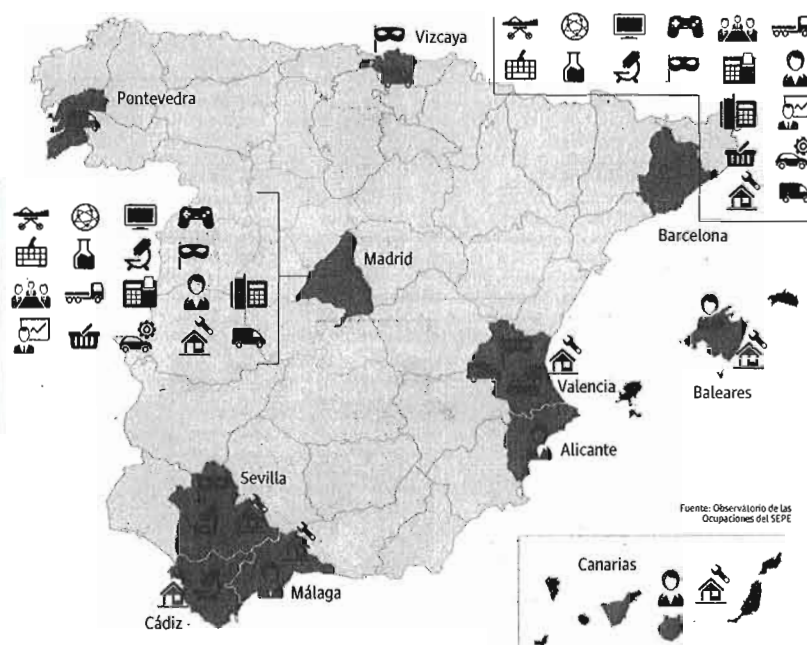 Vizcaya
Pontevedra
Barcelona
Madrid
Valencia
Baleares
Alicante
Sevilla
Fuente: Observatorio de las
Ocupaciones del SEPE
Canarias
Málaga
Cádiz